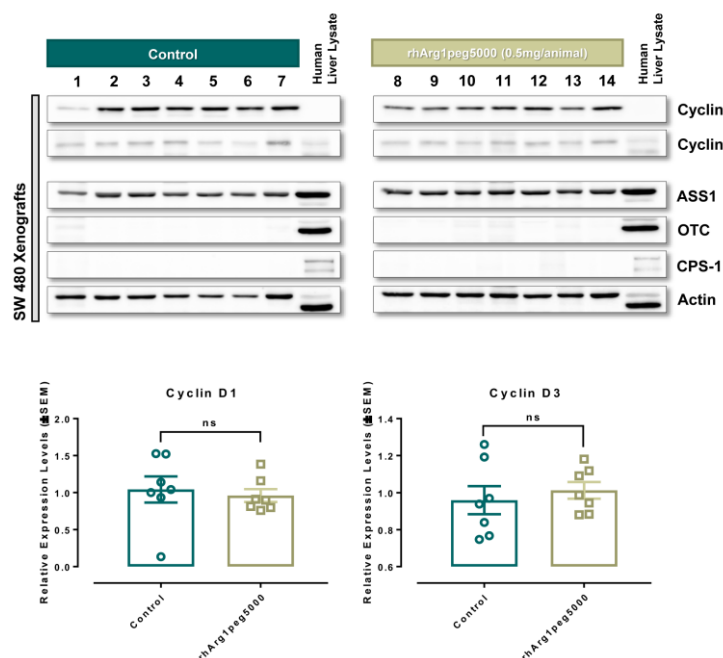 Control
Human
Liver Lysate
rhArg1peg5000 (0.5mg/animal)
Human
Liver Lysate
1 2 3 4 5 6 7
8 9 10 11 12 13 14
SW 480 Xenografts
Cyclin
Cyclin
ASS1
OTC
CPS-1
Actin
Cyclin D1
Relative Expression Levels (±SEM)
2.0
1.5
1.0
0.5
0.0
ns
Control
rhArg1peg5000
Cyclin D3
Relative Expression Levels (±SEM)
1.4
1.2
1.0
0.8
0.6
ns
Control
rhArg1peg5000